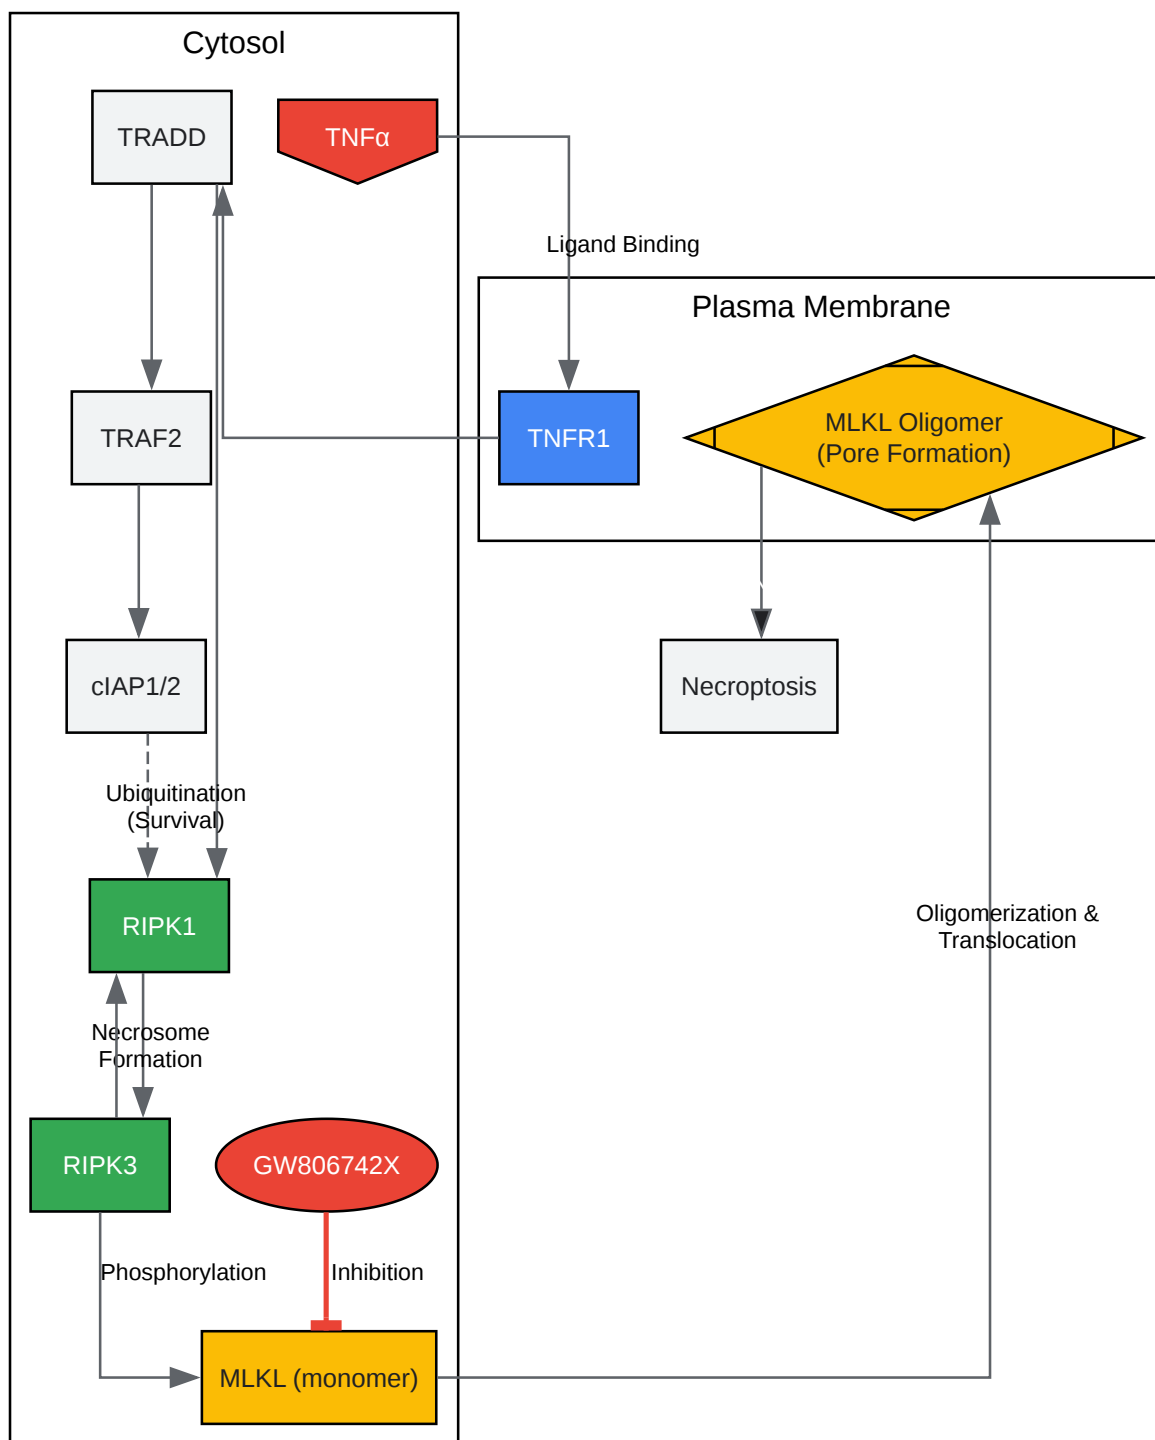 Cytosol
TRADD
TNFα
Ligand Binding
Plasma Membrane
TRAF2
TNFR1
MLKL Oligomer
(Pore Formation)
cIAP1/2
Necroptosis
Ubiquitination
(Survival)
RIPK1
Oligomerization &
Translocation
Necrosome
Formation
RIPK3
GW806742X
Phosphorylation
Inhibition
MLKL (monomer)